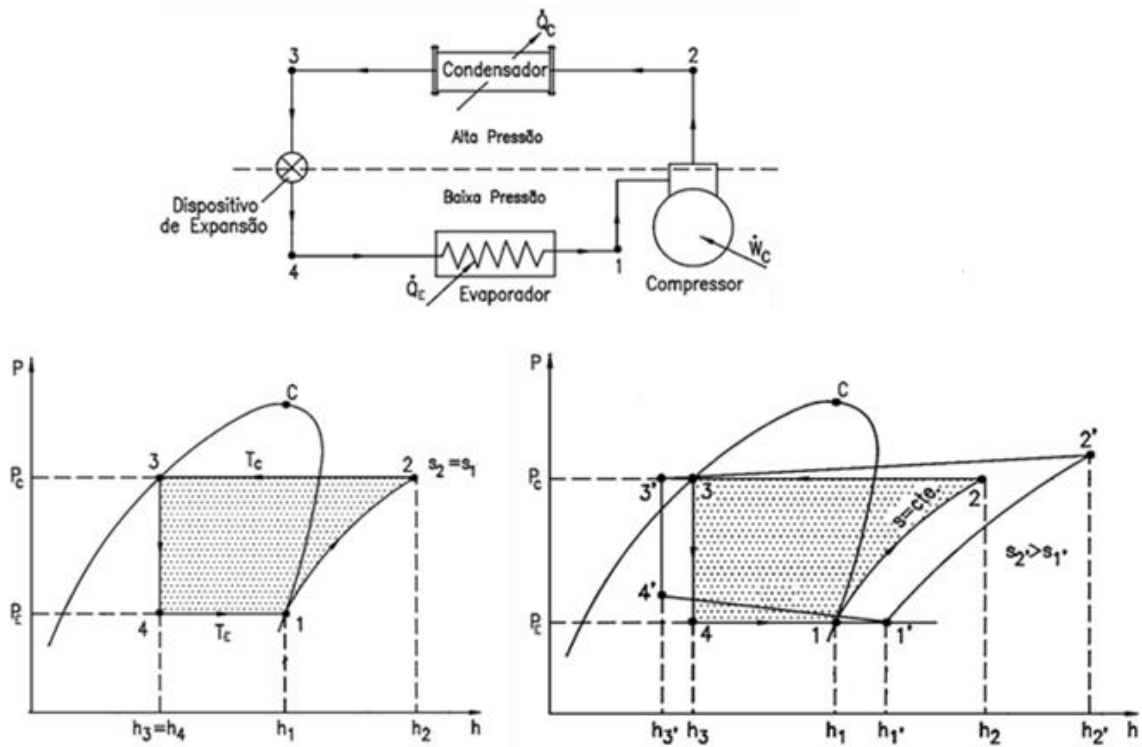 Q̇C
3
2
Condensador
Alta Pressão
Dispositivo
de Expansão
Baixa Pressão
4
1
Q̇E
Evaporador
ẆC
Compressor
P
C
PC
3
TC
2
s2=s1
4
TE
1
h3=h4
h1
h2
h
P
C
PC
3'
3
2'
2
s=cte.
s2'>s1'
4'
4
1
1'
h3'
h3
h1
h1'
h2
h2'
h